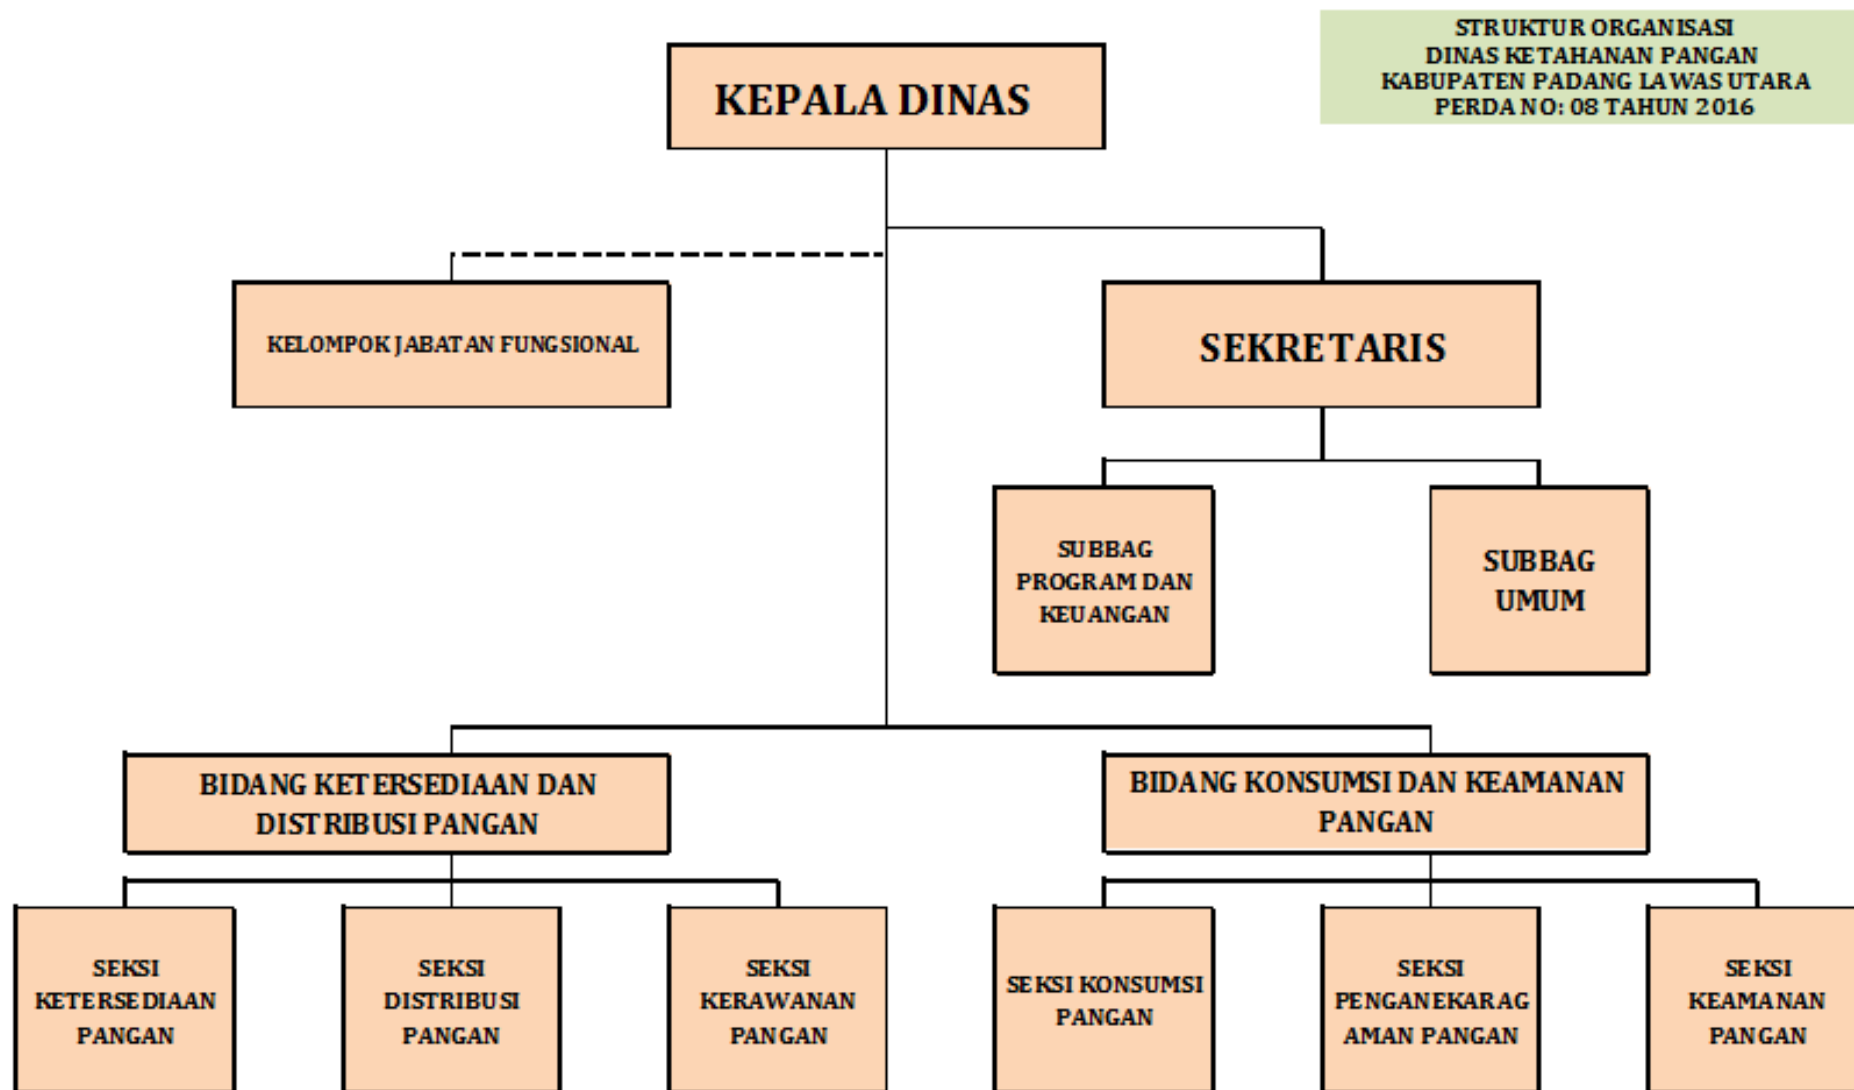 STRUKTUR ORGANISASI
DINAS KETAHANAN PANGAN
KABUPATEN PADANG LAWAS UTARA
PERDA NO: 08 TAHUN 2016
KEPALA DINAS
KELOMPOK JABATAN FUNGSIONAL
SEKRETARIS
SUBBAG
PROGRAM DAN
KEUANGAN
SUBBAG
UMUM
BIDANG KETERSEDIAAN DAN
DISTRIBUSI PANGAN
BIDANG KONSUMSI DAN KEAMANAN
PANGAN
SEKSI
KETERSEDIAAN
PANGAN
SEKSI
DISTRIBUSI
PANGAN
SEKSI
KERAWANAN
PANGAN
SEKSI KONSUMSI
PANGAN
SEKSI
PENGANEKARAG
AMAN PANGAN
SEKSI
KEAMANAN
PANGAN